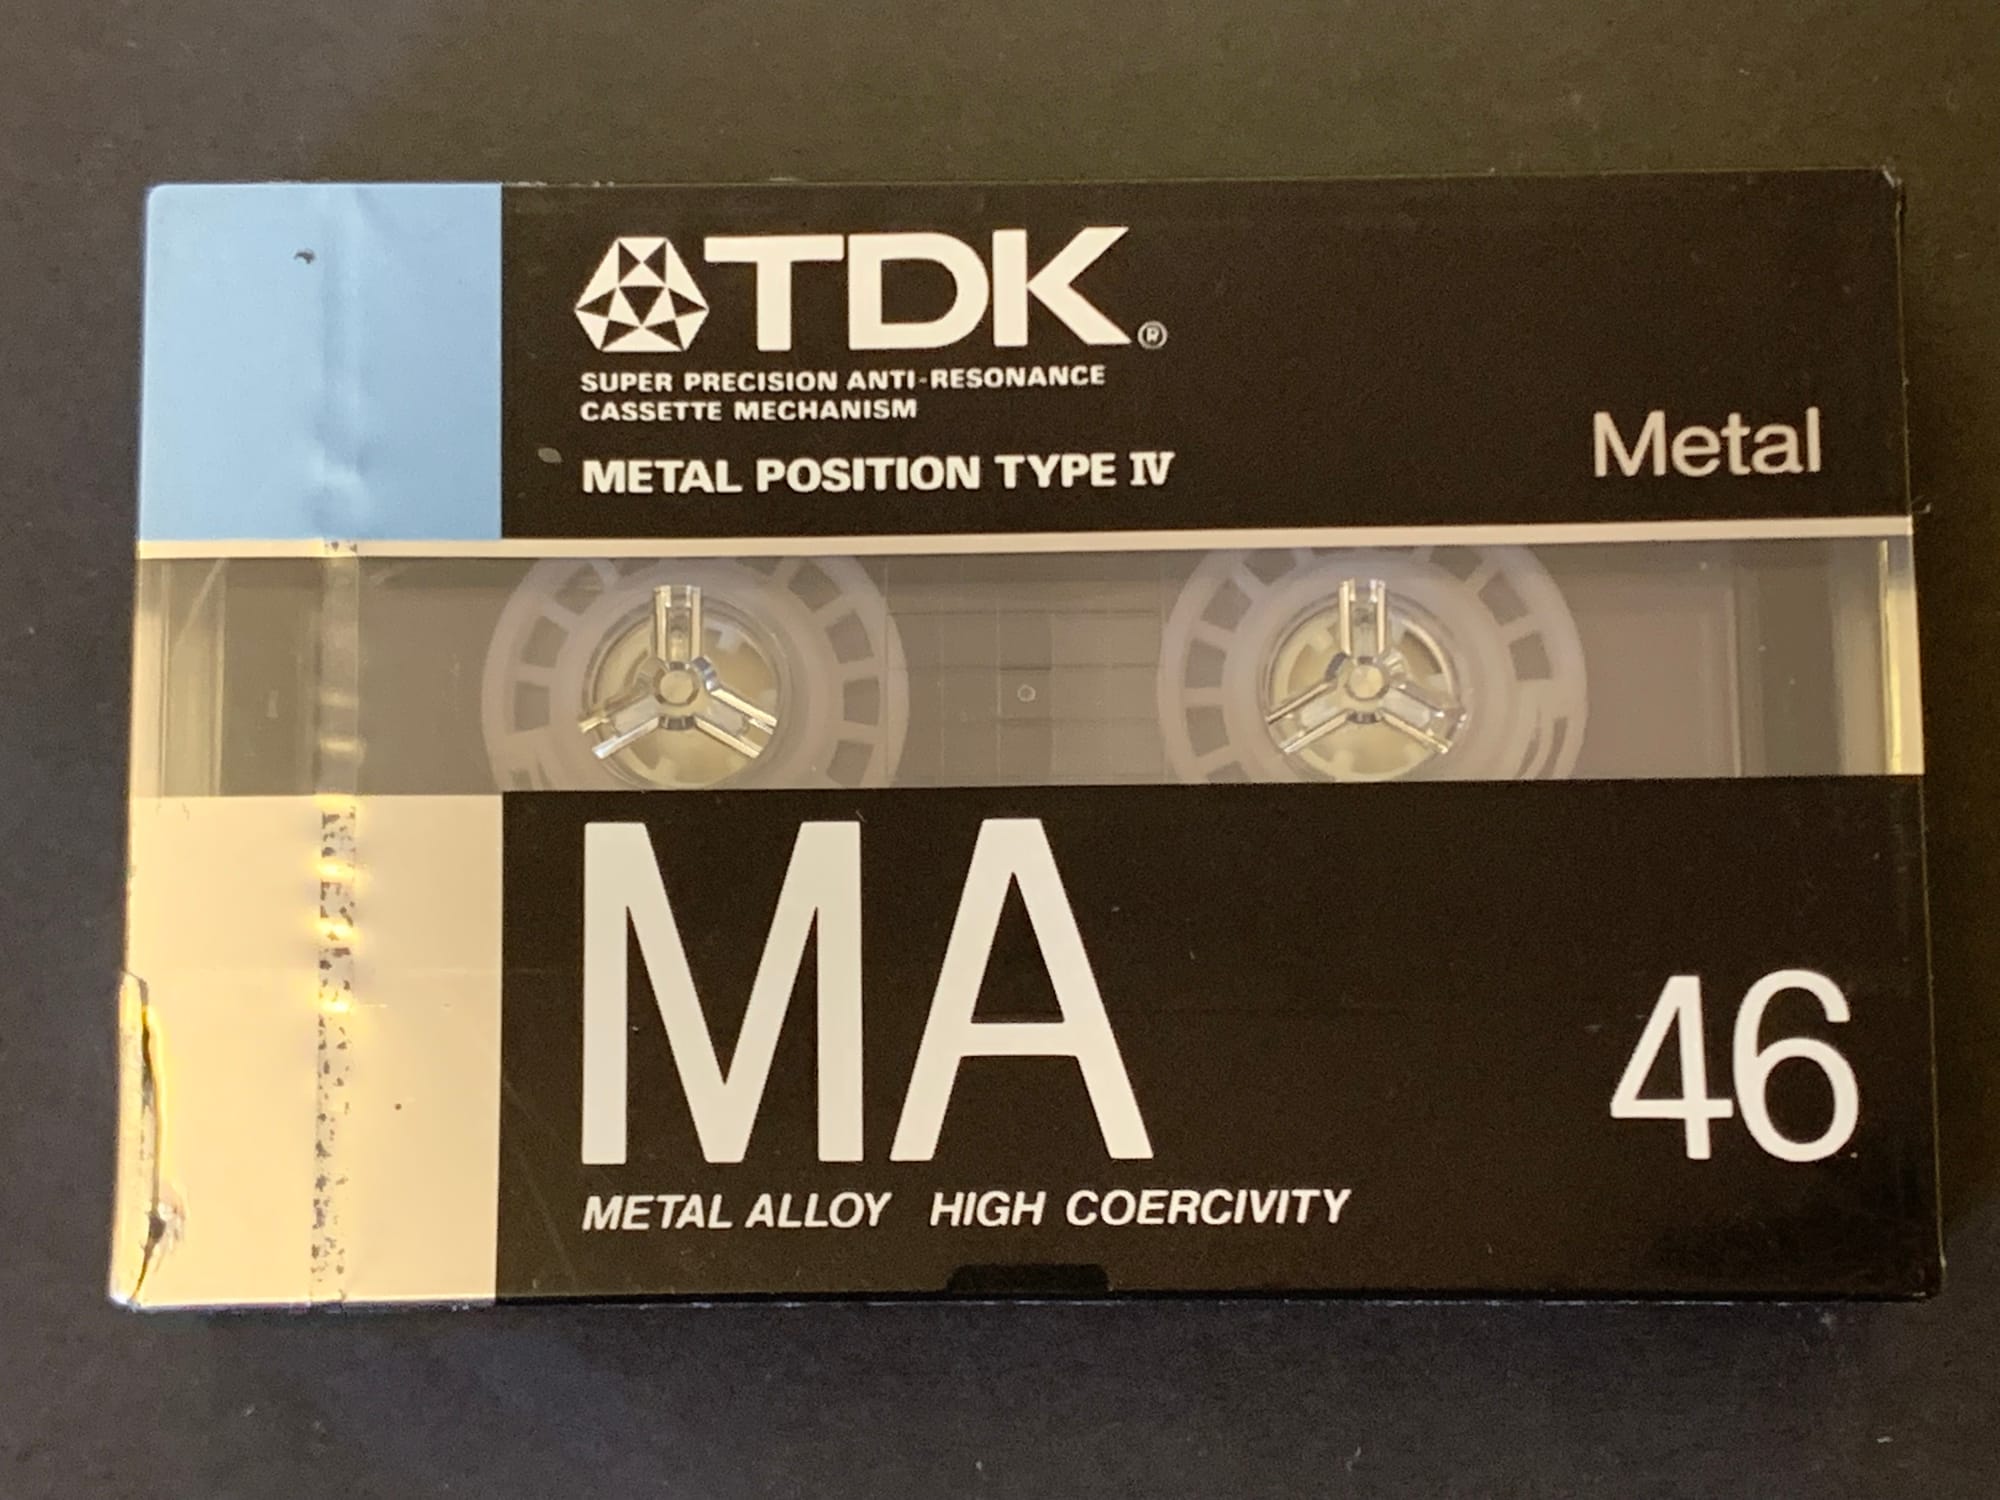 TDK®
SUPER PRECISION ANTI-RESONANCE
CASSETTE MECHANISM
METAL POSITION TYPE IV
Metal
MA
46
METAL ALLOY HIGH COERCIVITY